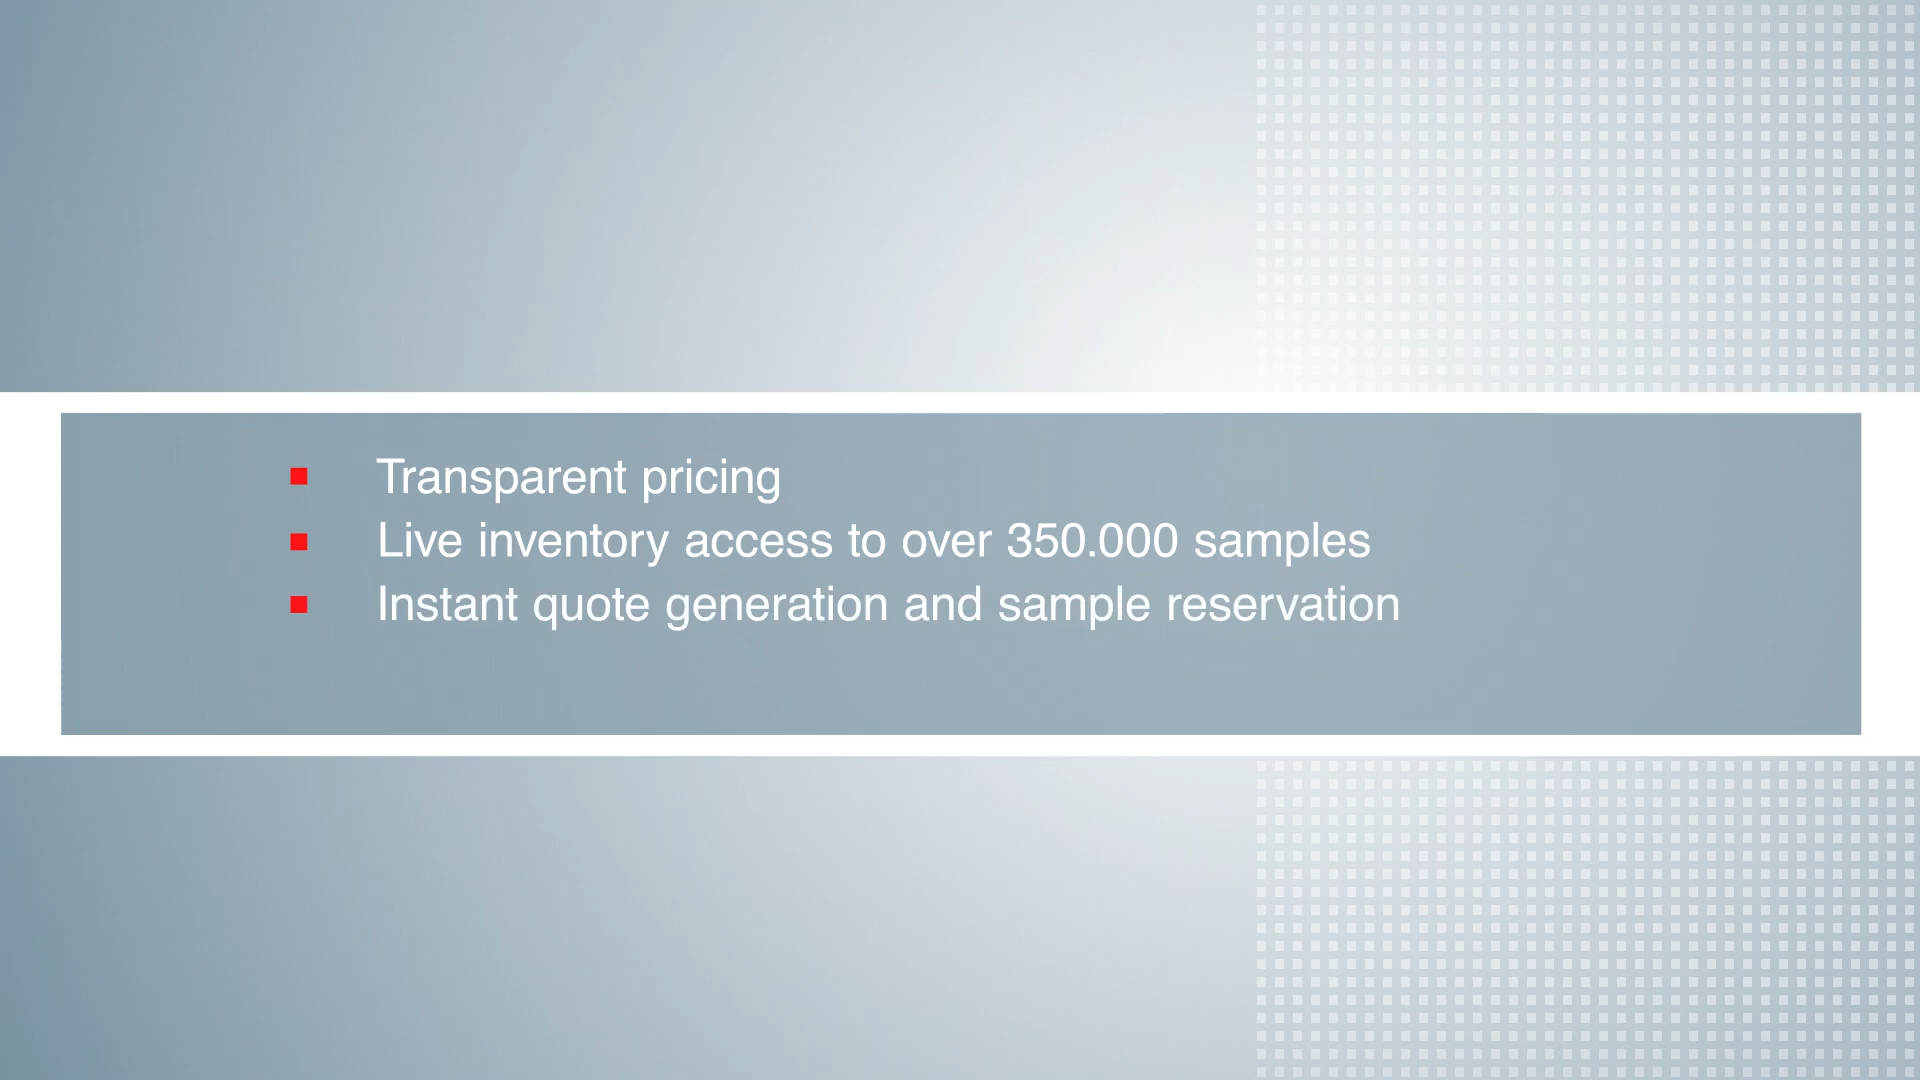 Transparent pricing
Live inventory access to over 350.000 samples
Instant quote generation and sample reservation